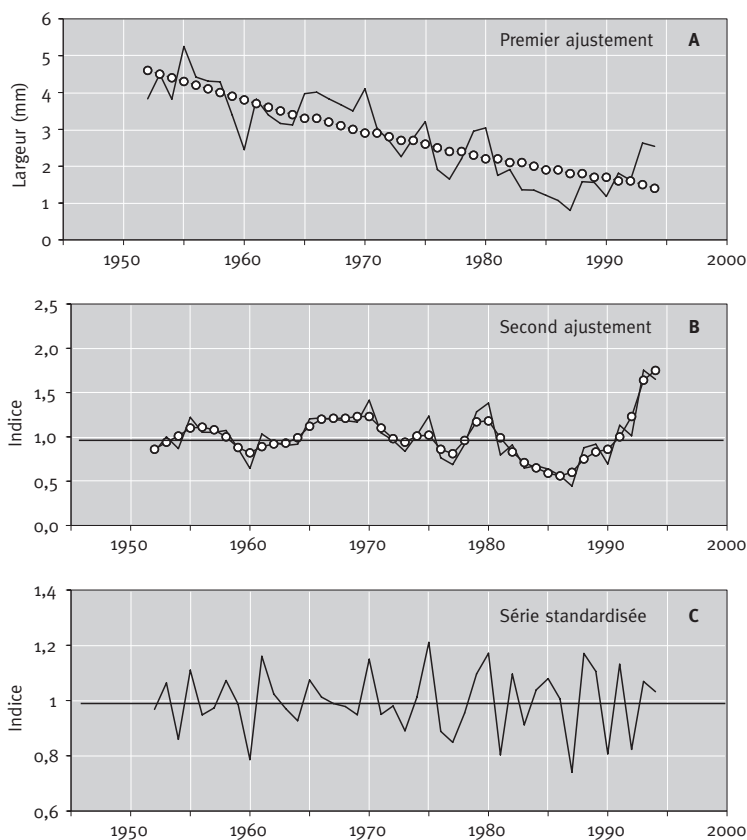 6
Premier ajustement A
5
4
3
2
1
0
Largeur (mm)
1950 1960 1970 1980 1990 2000
2,5
Second ajustement B
2,0
1,5
1,0
0,5
0,0
Indice
1950 1960 1970 1980 1990 2000
1,4
Série standardisée C
1,2
1
0,8
0,6
Indice
1950 1960 1970 1980 1990 2000